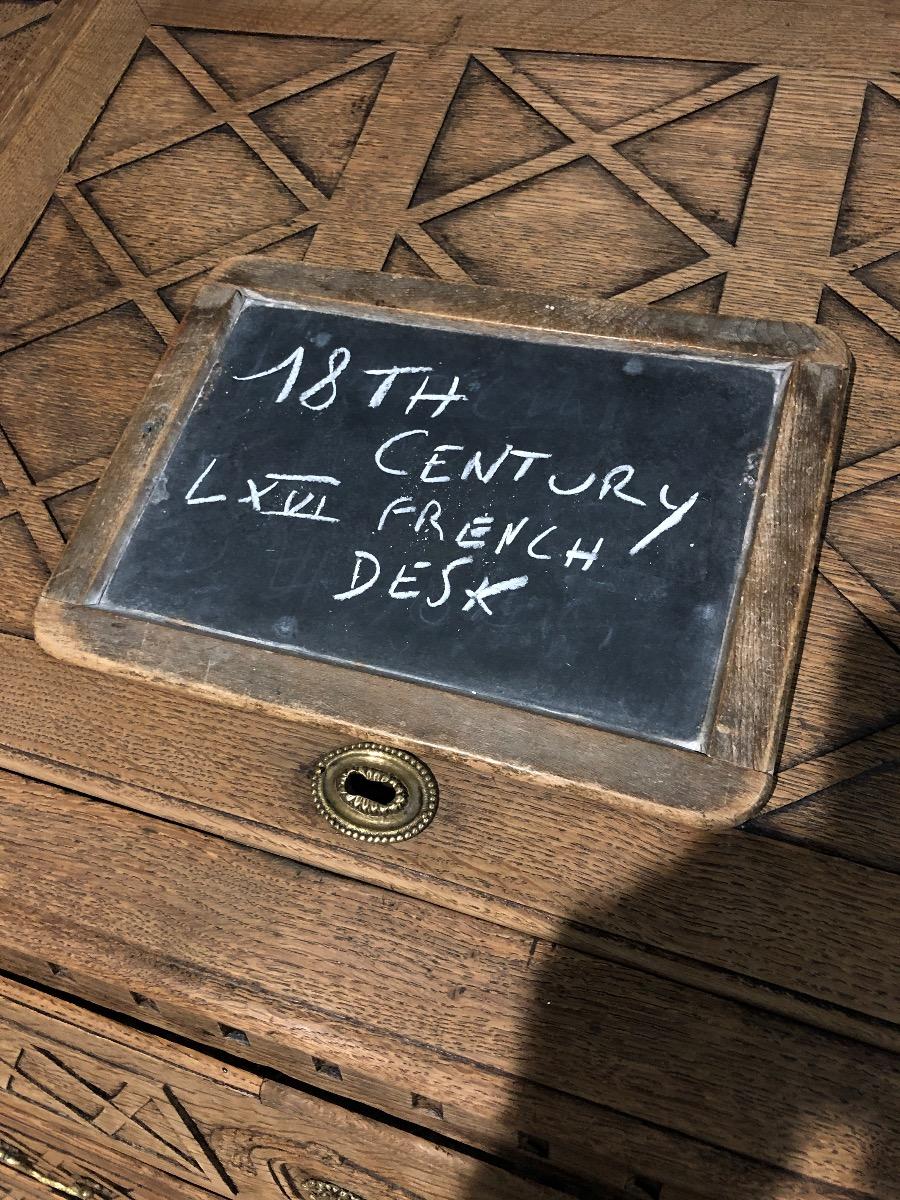 18TH
CENTURY
LXVI FRENCH
DESK